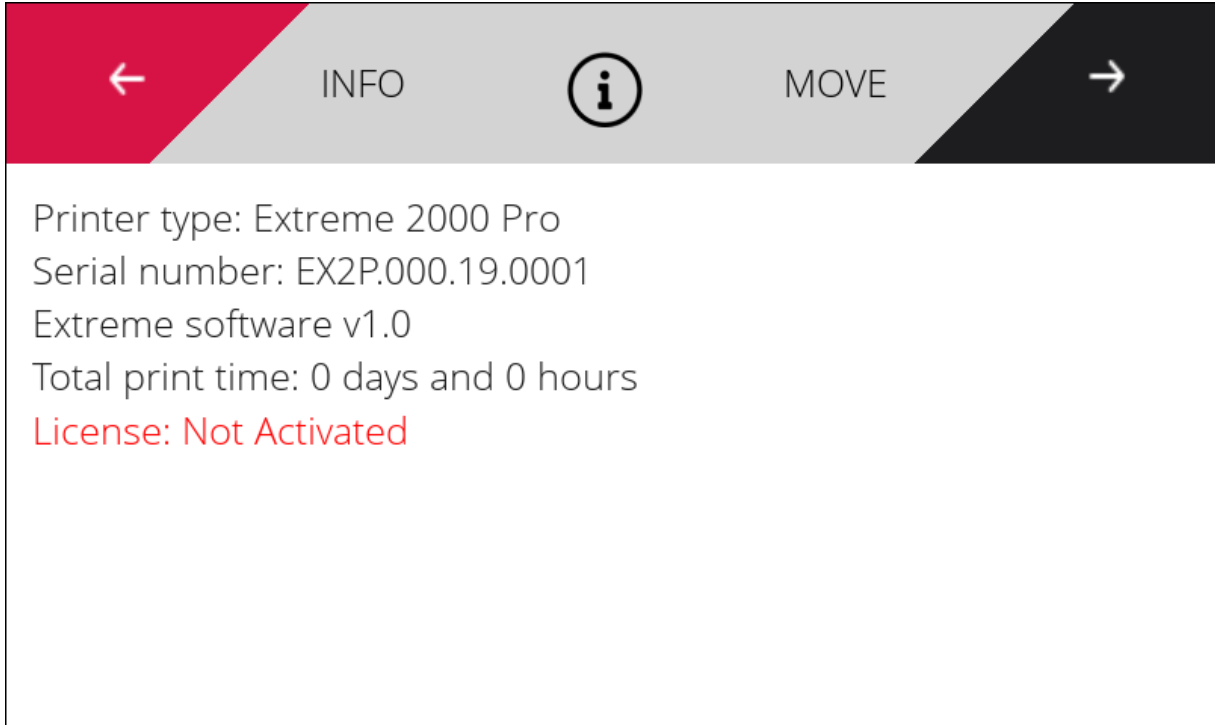 INFO MOVE
Printer type: Extreme 2000 Pro
Serial number: EX2P.000.19.0001
Extreme software v1.0
Total print time: 0 days and 0 hours
License: Not Activated